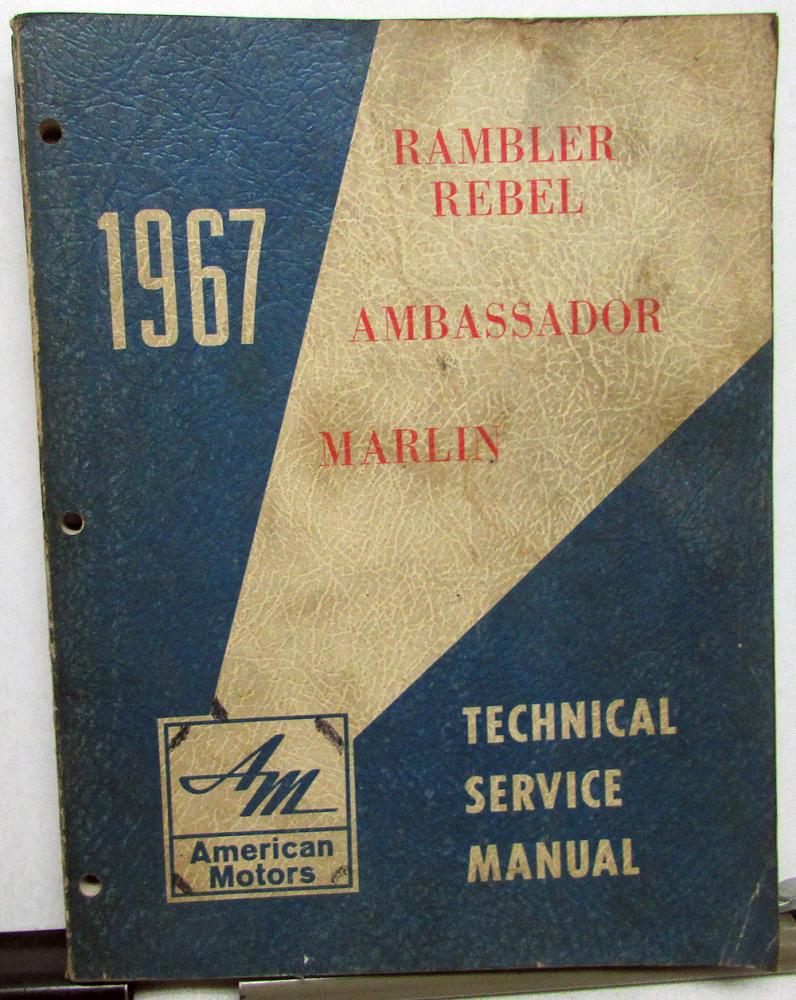 1967
RAMBLER
REBEL
AMBASSADOR
MARLIN
TECHNICAL
SERVICE
MANUAL
AM
American
Motors